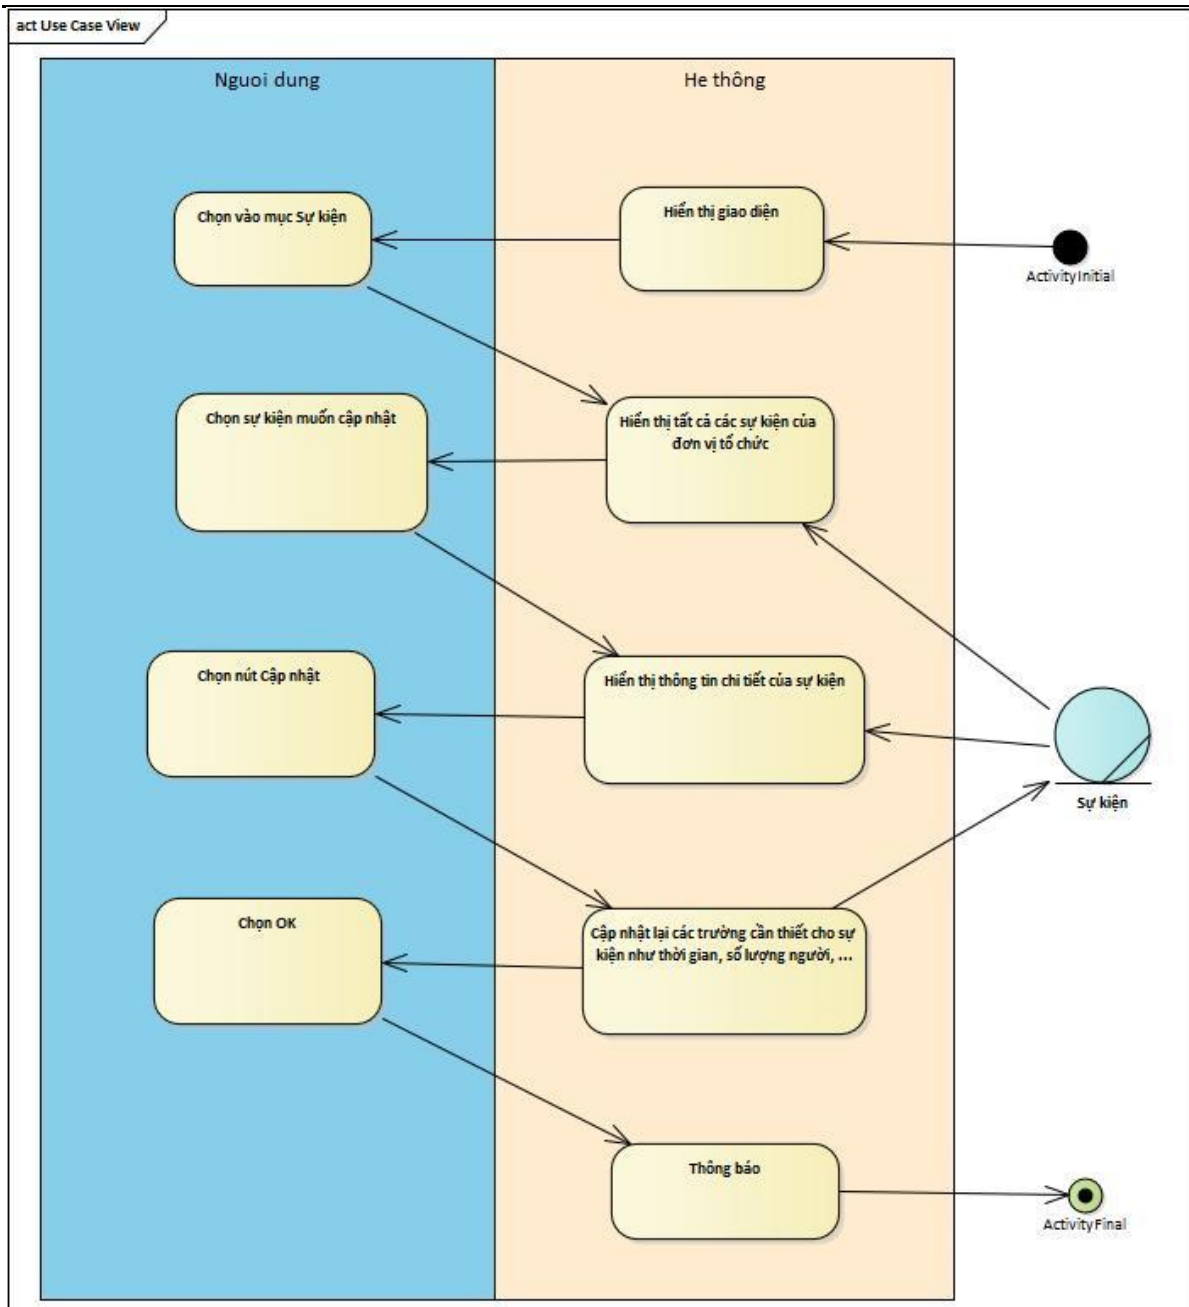 act Use Case View
Nguoi dung
He thông
Chọn vào mục Sự kiện
Hiển thị giao diện
ActivityInitial
Chọn sự kiện muốn cập nhật
Hiển thị tất cả các sự kiện của
đơn vị tổ chức
Chọn nút Cập nhật
Hiển thị thông tin chi tiết của sự kiện
Sự kiện
Chọn OK
Cập nhật lại các trường cần thiết cho sự
kiện như thời gian, số lượng người, ...
Thông báo
ActivityFinal